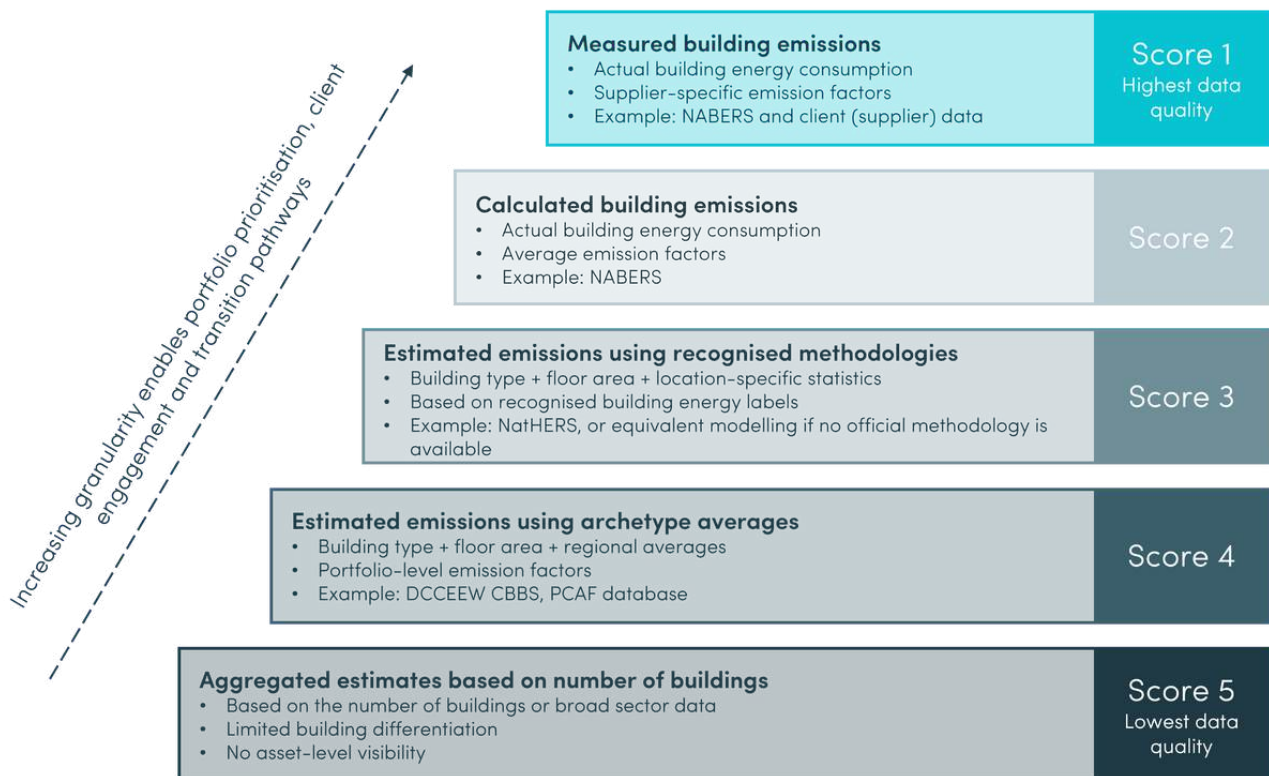 Increasing granularity enables portfolio prioritisation, client
engagement and transition pathways
Measured building emissions
• Actual building energy consumption
• Supplier-specific emission factors
• Example: NABERS and client (supplier) data
Score 1
Highest data
quality
Calculated building emissions
• Actual building energy consumption
• Average emission factors
• Example: NABERS
Score 2
Estimated emissions using recognised methodologies
• Building type + floor area + location-specific statistics
• Based on recognised building energy labels
• Example: NatHERS, or equivalent modelling if no official methodology is
available
Score 3
Estimated emissions using archetype averages
• Building type + floor area + regional averages
• Portfolio-level emission factors
• Example: DCCEEW CBBS, PCAF database
Score 4
Aggregated estimates based on number of buildings
• Based on the number of buildings or broad sector data
• Limited building differentiation
• No asset-level visibility
Score 5
Lowest data
quality